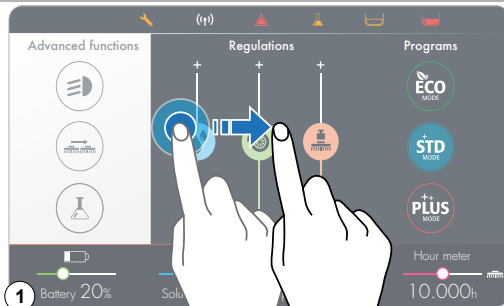 Advanced functions
Regulations
Programs
+
+
+
ECO
MODE
+
STD
MODE
++
PLUS
MODE
Hour meter
1
Battery 20%
Solu
10.000h